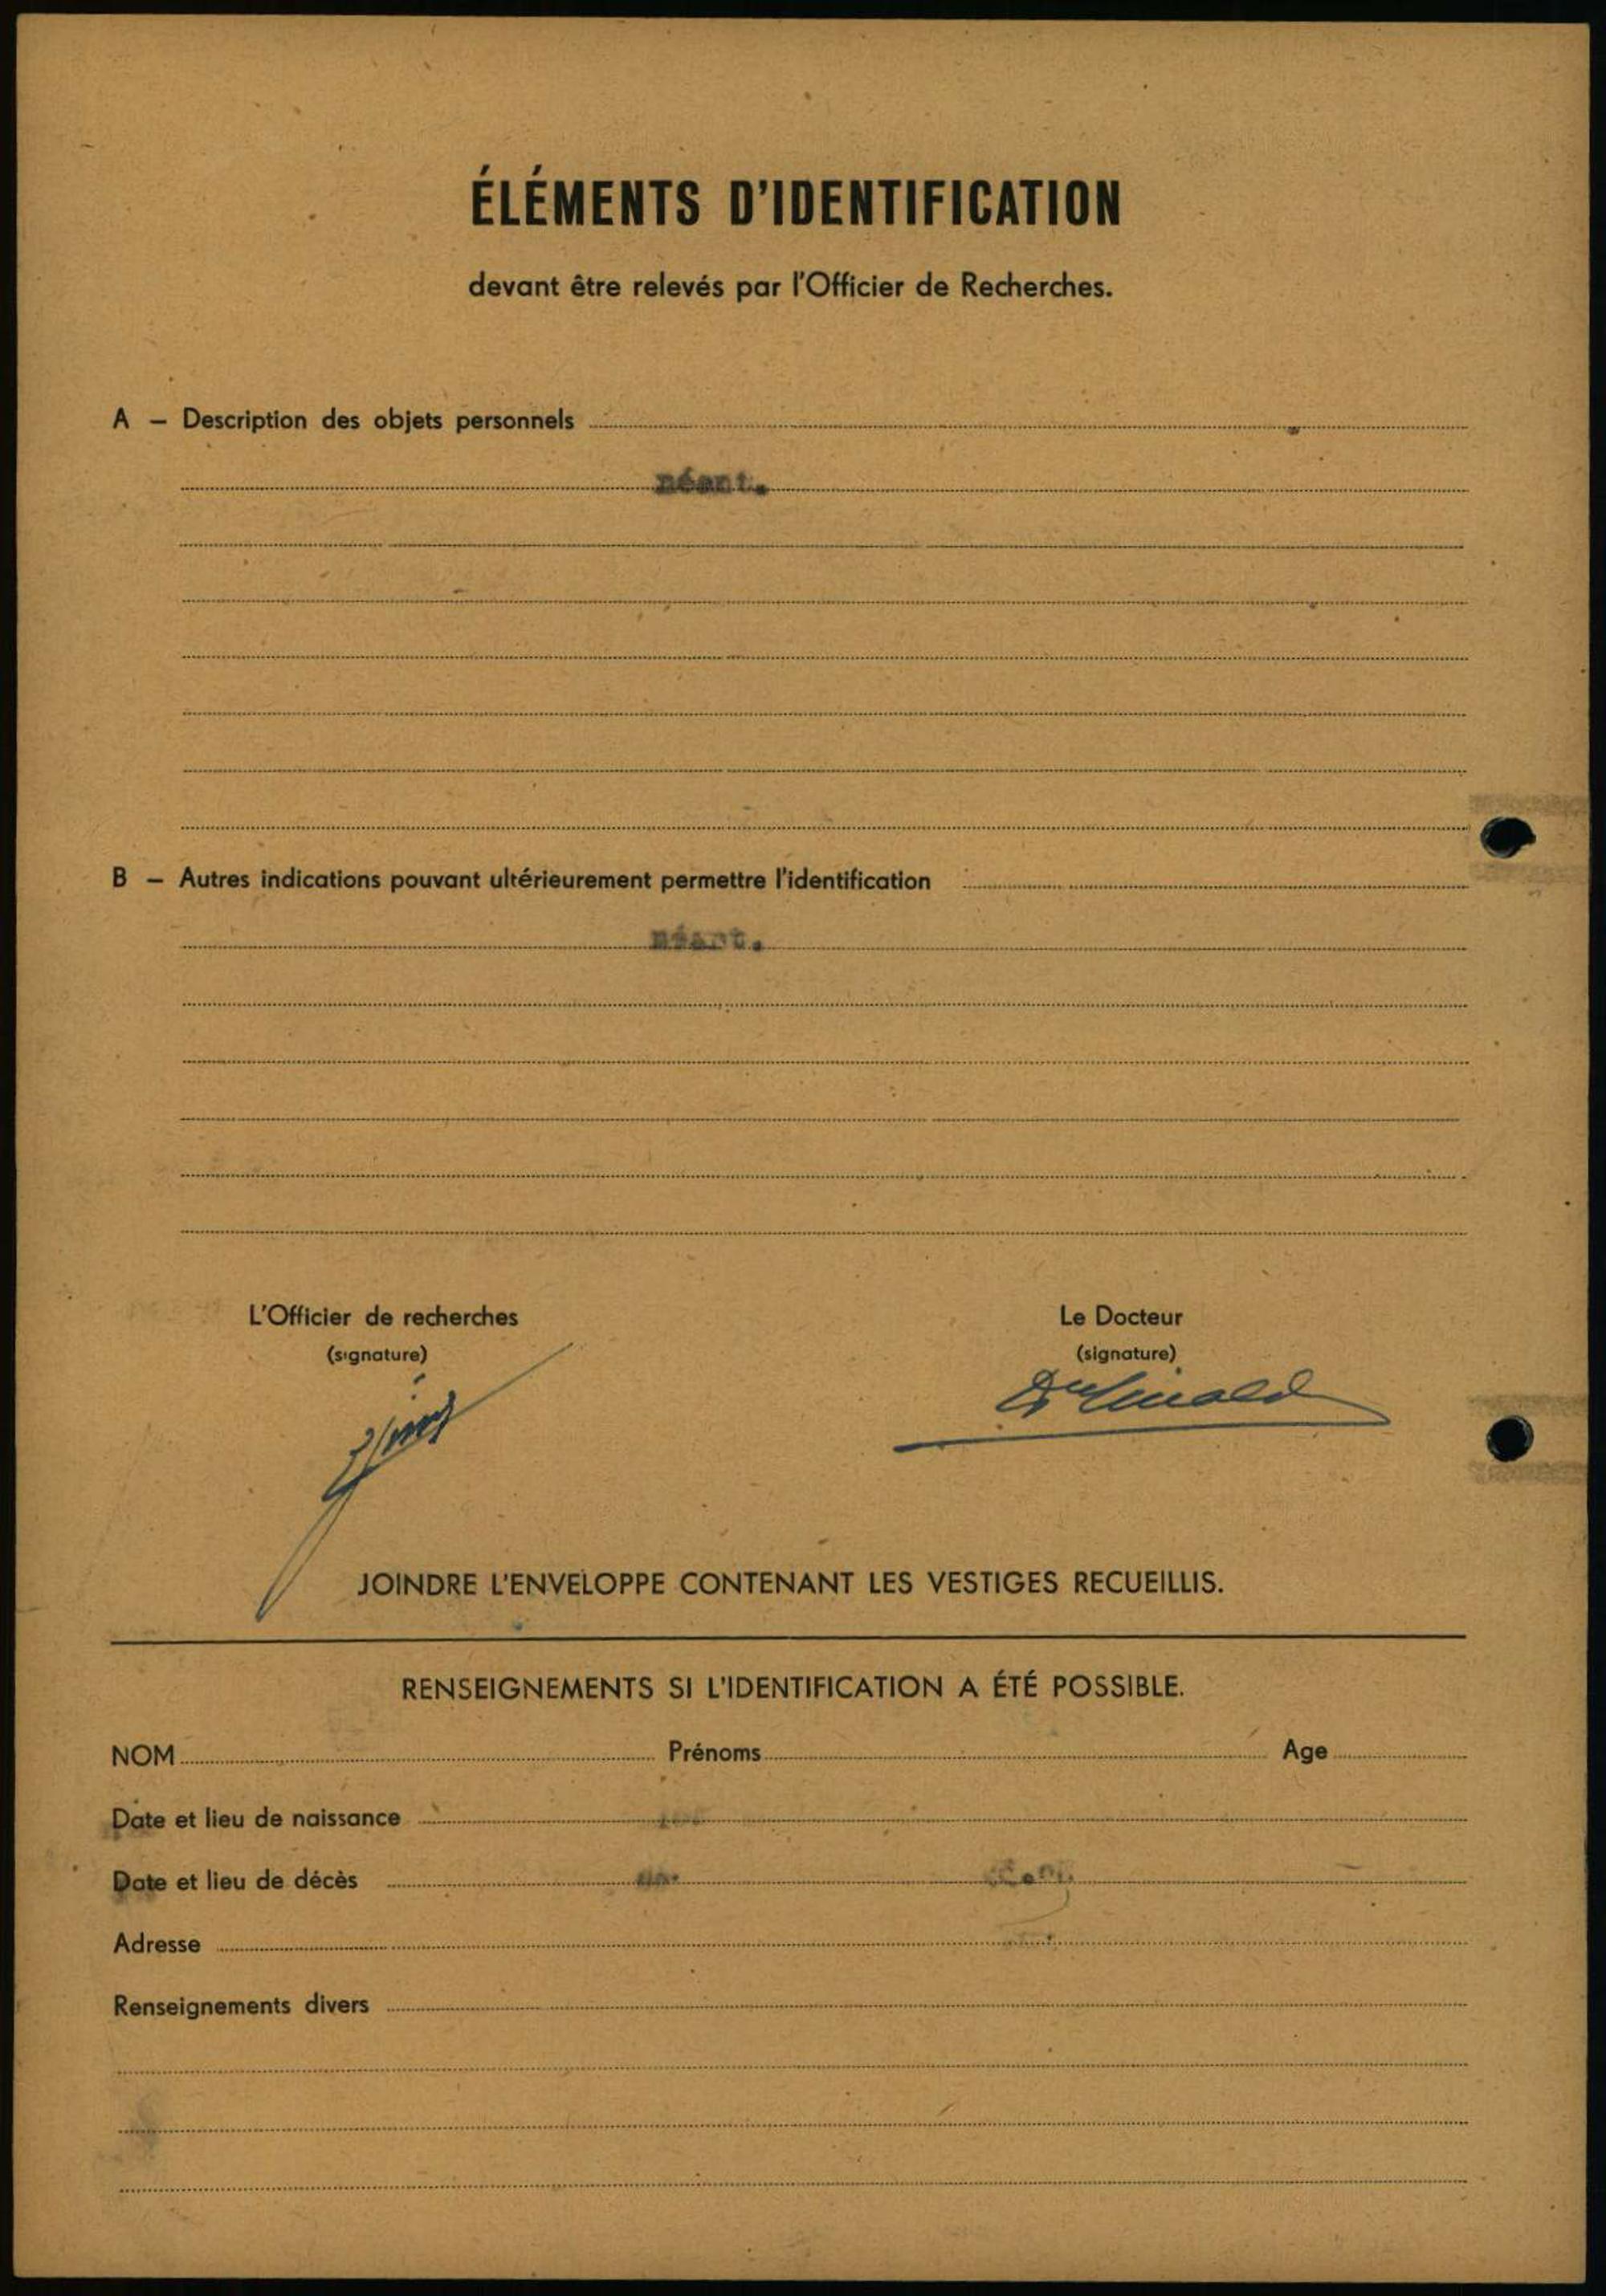 ÉLÉMENTS D'IDENTIFICATION
devant être relevés par l'Officier de Recherches.
A — Description des objets personnels
néant.
B — Autres indications pouvant ultérieurement permettre l'identification
néant.
L'Officier de recherches Le Docteur
(signature) (signature)
JOINDRE L'ENVELOPPE CONTENANT LES VESTIGES RECUEILLIS.
RENSEIGNEMENTS SI L'IDENTIFICATION A ÉTÉ POSSIBLE.
NOM Prénoms Age
Date et lieu de naissance
Date et lieu de décès
Adresse
Renseignements divers